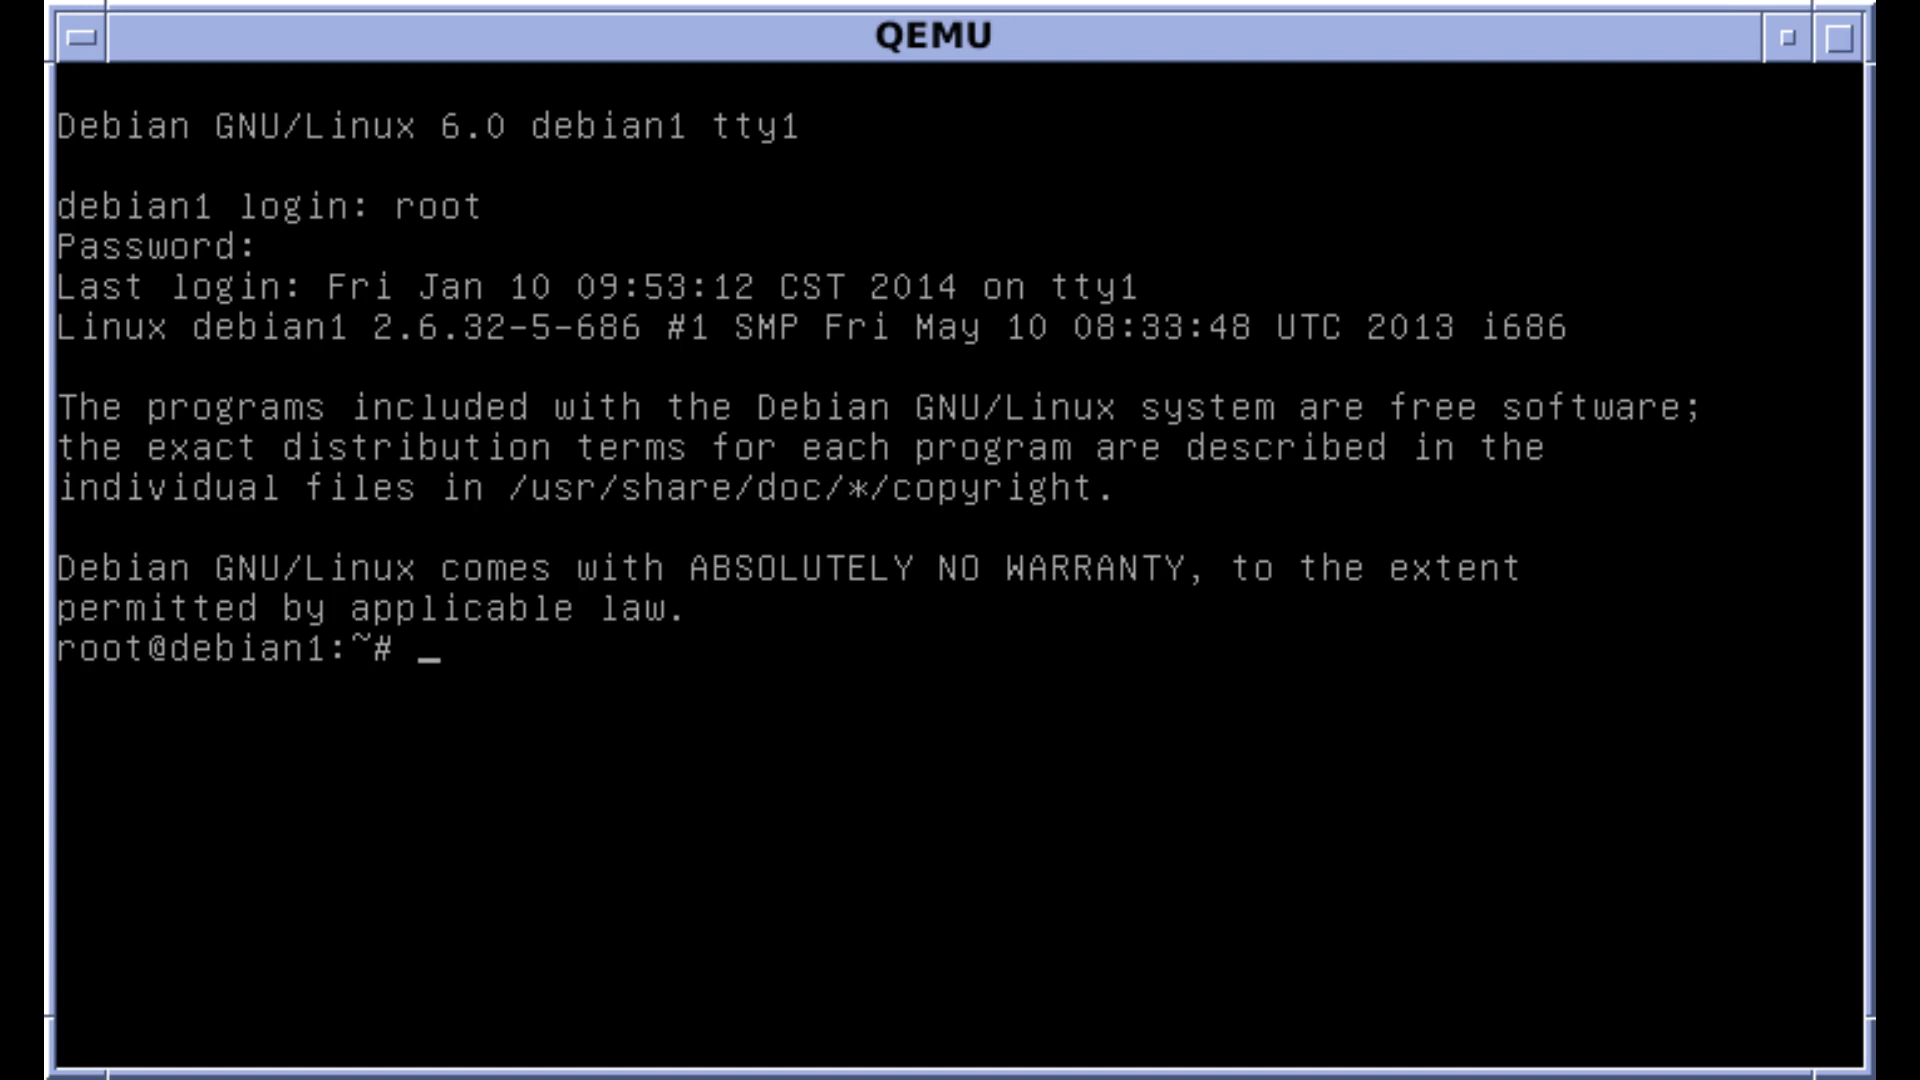 QEMU
Debian GNU/Linux 6.0 debian1 tty1
debian1 login: root
Password:
Last login: Fri Jan 10 09:53:12 CST 2014 on tty1
Linux debian1 2.6.32-5-686 #1 SMP Fri May 10 08:33:48 UTC 2013 i686
The programs included with the Debian GNU/Linux system are free software;
the exact distribution terms for each program are described in the
individual files in /usr/share/doc/*/copyright.
Debian GNU/Linux comes with ABSOLUTELY NO WARRANTY, to the extent
permitted by applicable law.
root@debian1:~# _